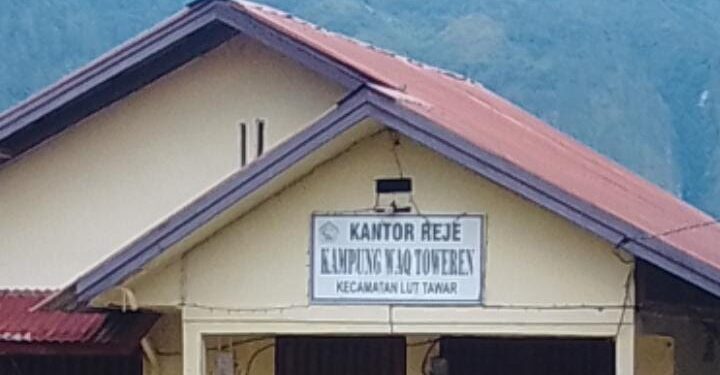 KANTOR REJE
KAMPUNG WAQ TOWEREN
KECAMATAN LUT TAWAR